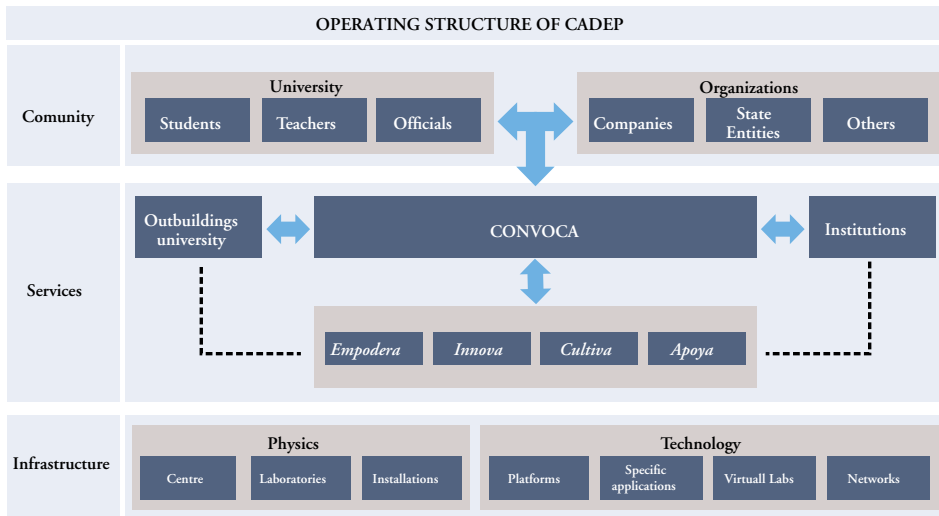 OPERATING STRUCTURE OF CADEP
Comunity
University
Students
Teachers
Officials
Organizations
Companies
State
Entities
Others
Services
Outbuildings
university
CONVOCA
Institutions
Empodera
Innova
Cultiva
Apoya
Infrastructure
Physics
Centre
Laboratories
Installations
Technology
Platforms
Specific
applications
Virtuall Labs
Networks